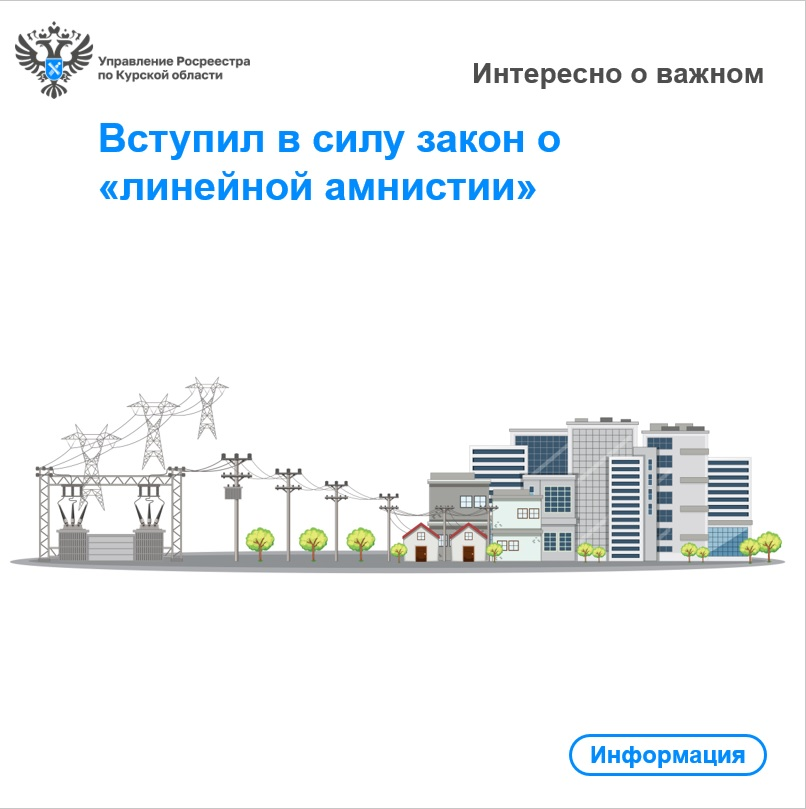 Управление Росреестра
по Курской области
Интересно о важном
Вступил в силу закон о
«линейной амнистии»
Информация